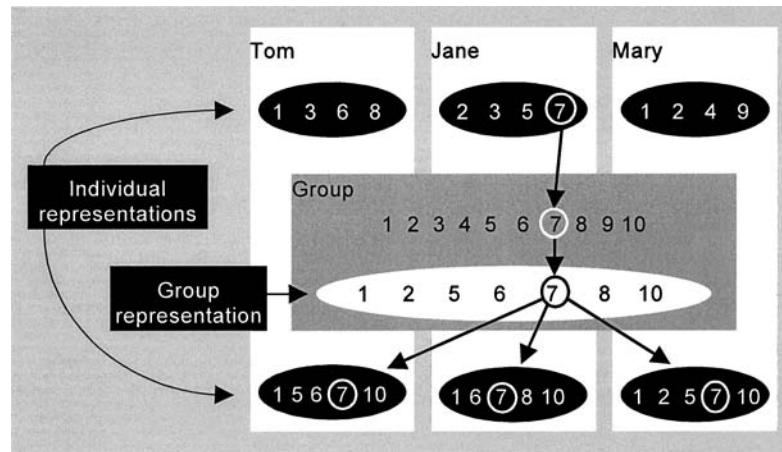 Tom
Jane
Mary
1 3 6 8
2 3 5 7
1 2 4 9
Individual
representations
Group
1 2 3 4 5 6 7 8 9 10
Group
representation
1 2 5 6 7 8 10
1 5 6 7 10
1 6 7 8 10
1 2 5 7 10